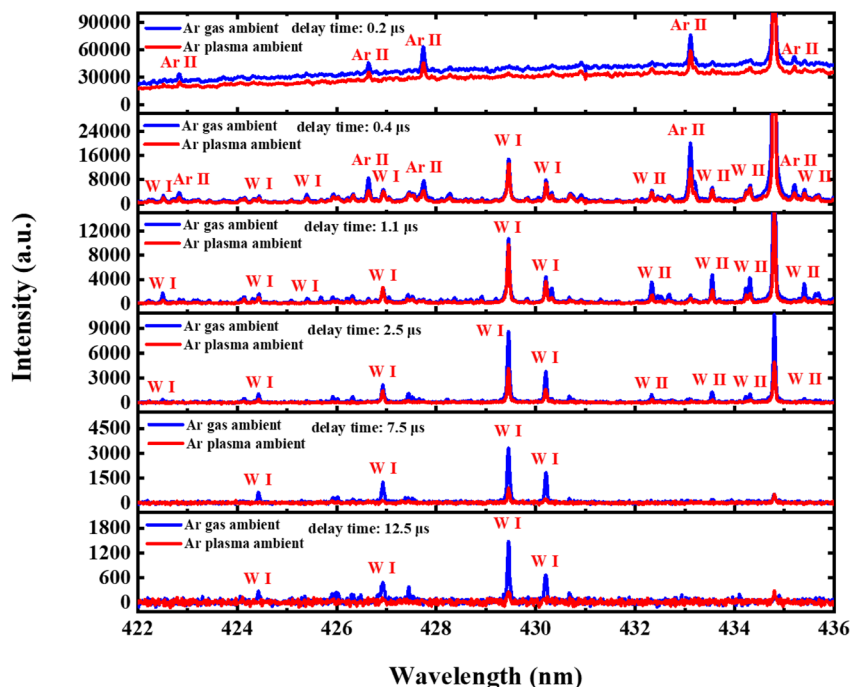 90000
60000
30000
0
Ar gas ambient delay time: 0.2 μs
Ar plasma ambient
Ar II Ar II Ar II Ar II Ar II
24000
16000
8000
0
Ar gas ambient delay time: 0.4 μs
Ar plasma ambient
W I Ar II W I W I Ar II W I Ar II W I W I W II Ar II W II W II Ar II W II
12000
8000
4000
0
Ar gas ambient delay time: 1.1 μs
Ar plasma ambient
W I W I W I W I W I W I W II W II W II W II
9000
6000
3000
0
Ar gas ambient delay time: 2.5 μs
Ar plasma ambient
W I W I W I W I W I W II W II W II W II
4500
3000
1500
0
Ar gas ambient delay time: 7.5 μs
Ar plasma ambient
W I W I W I W I
1800
1200
600
0
Ar gas ambient delay time: 12.5 μs
Ar plasma ambient
W I W I W I W I
422 424 426 428 430 432 434 436
Wavelength (nm)
Intensity (a.u.)